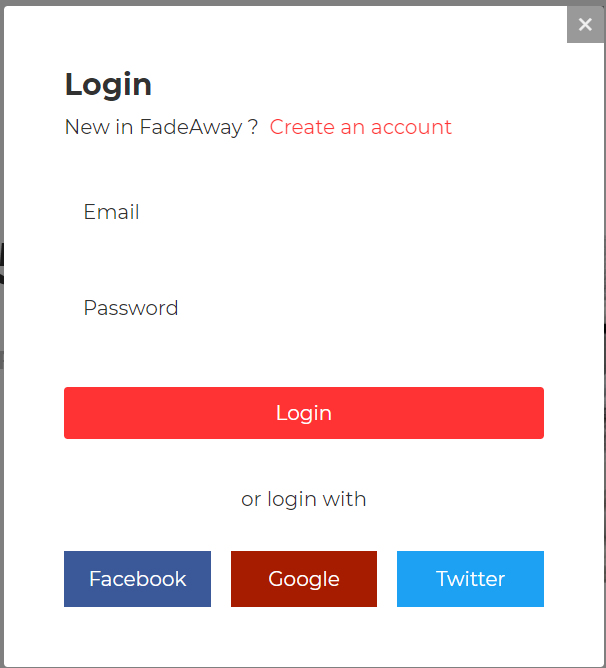 ×
Login
New in FadeAway ? Create an account
Email
Password
Login
or login with
Facebook Google Twitter